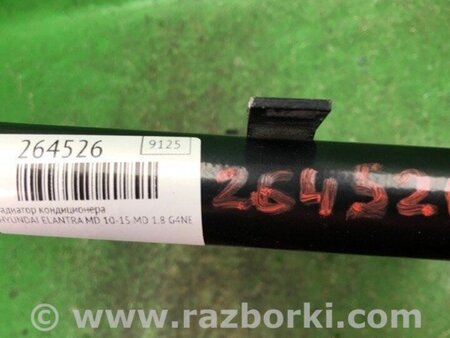 264526
9125
адиатор кондиционера
HYUNDAI ELANTRA MD 10-15 MD 1.8 G4NE
26452
© www.razborki.com